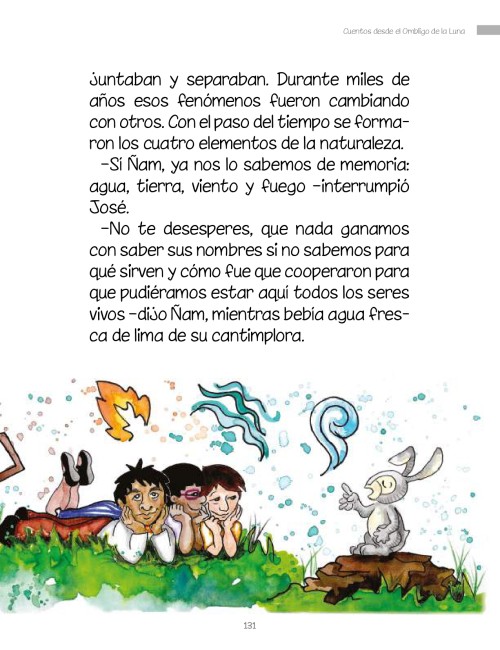 Cuentos desde el Ombligo de la Luna
juntaban y separaban. Durante miles de
años esos fenómenos fueron cambiando
con otros. Con el paso del tiempo se forma-
ron los cuatro elementos de la naturaleza.
-Sí Ñam, ya nos lo sabemos de memoria:
agua, tierra, viento y fuego -interrumpió
José.
-No te desesperes, que nada ganamos
con saber sus nombres si no sabemos para
qué sirven y cómo fue que cooperaron para
que pudiéramos estar aquí todos los seres
vivos -dijo Ñam, mientras bebía agua fres-
ca de lima de su cantimplora.
131